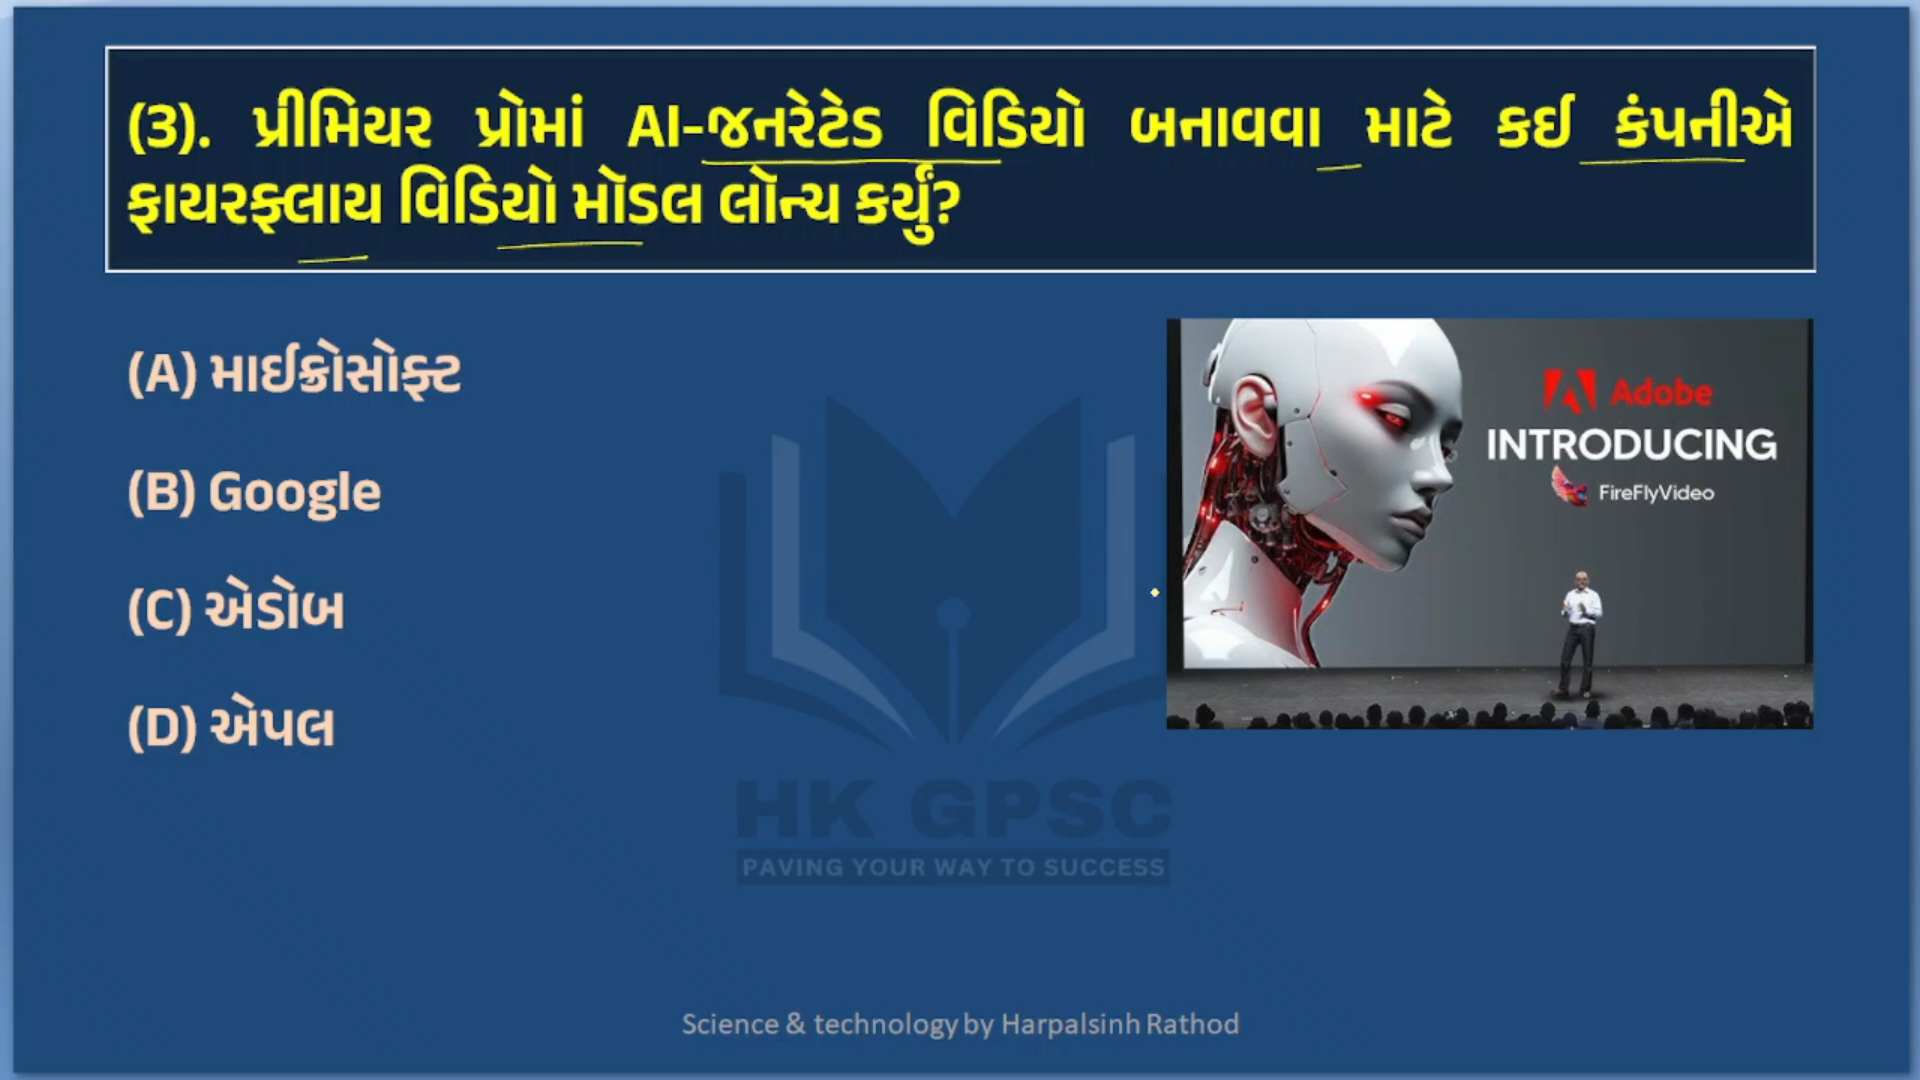 (3). પ્રીમિયર પ્રોમાં AI-જનરેટેડ વિડિયો બનાવવા માટે કઈ કંપનીએ
ફાયરફ્લાય વિડિયો મૉડલ લૉન્ચ કર્યું?
(A) માઈક્રોસોફ્ટ
(B) Google
(C) એડોબ
(D) એપલ
Adobe
INTRODUCING
FireFlyVideo
HK GPSC
PAVING YOUR WAY TO SUCCESS
Science & technology by Harpalsinh Rathod